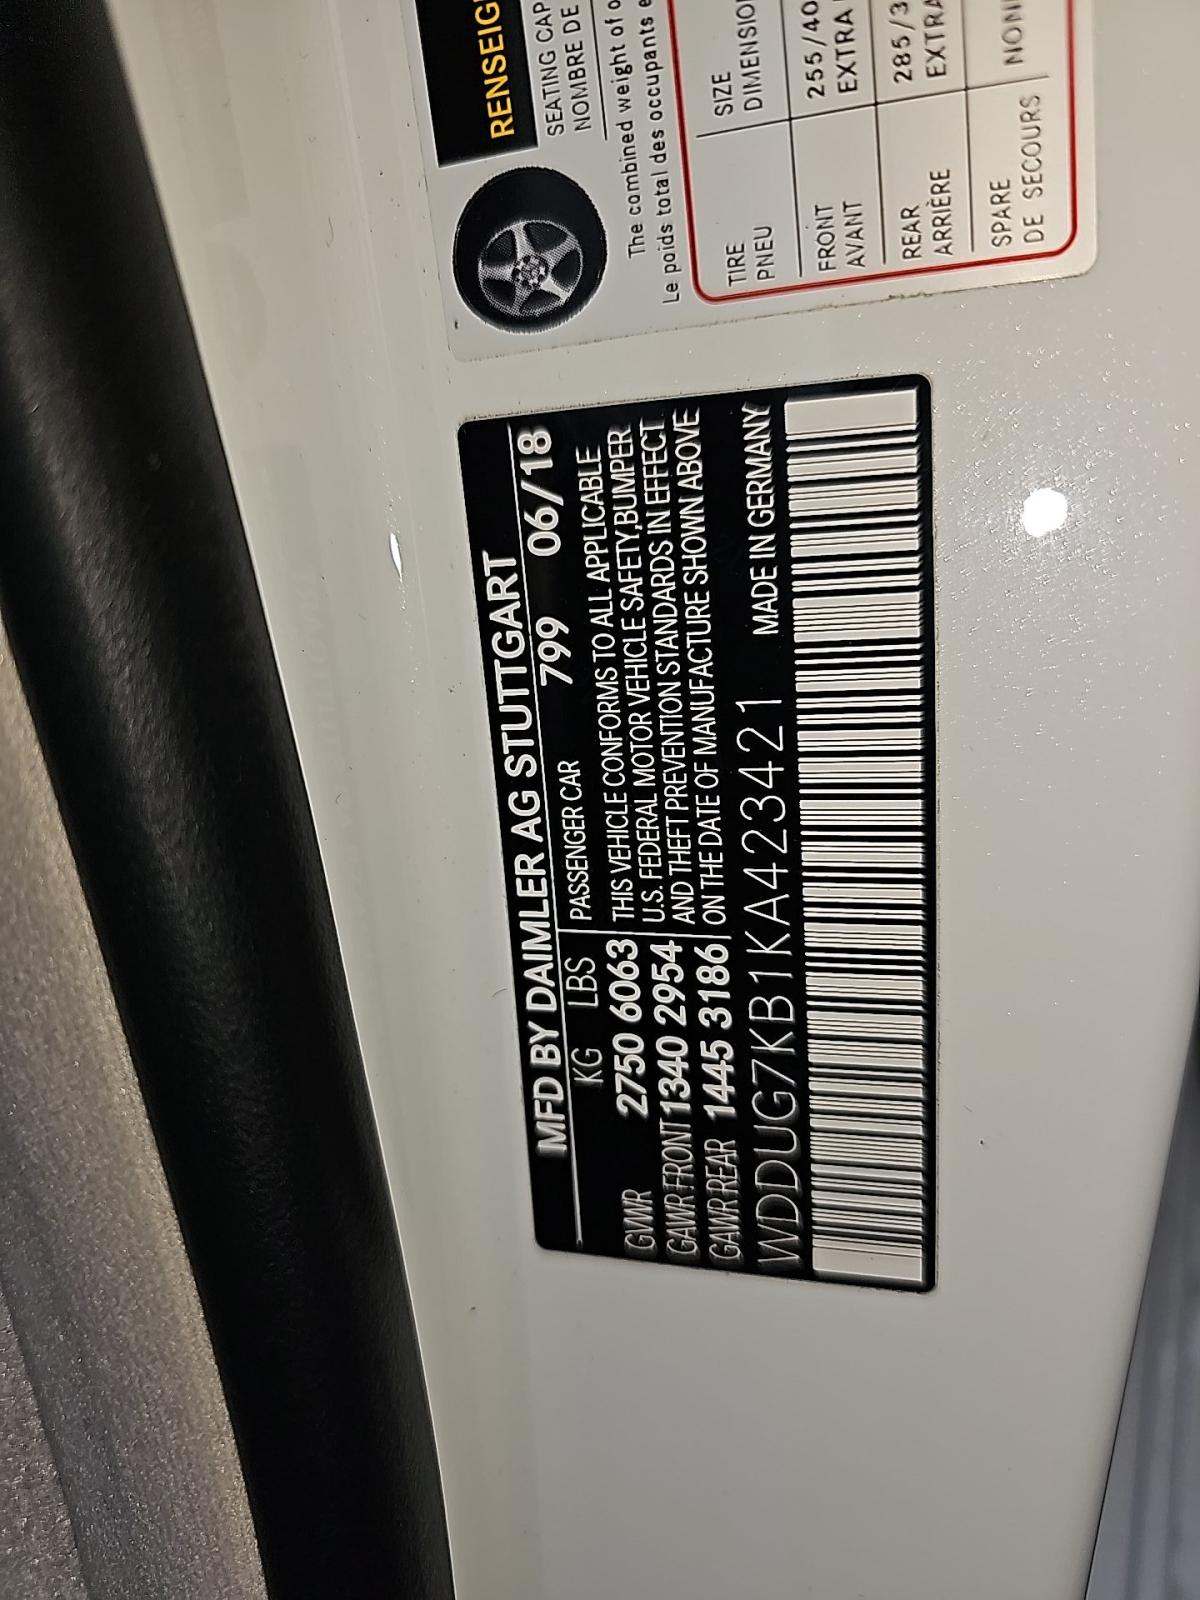 MFD BY DAIMLER AG STUTTGART
KG LBS PASSENGER CAR 799 06/18
GVWR 2750 6063 THIS VEHICLE CONFORMS TO ALL APPLICABLE
GAWR FRONT 1340 2954 U.S. FEDERAL MOTOR VEHICLE SAFETY,BUMPER
GAWR REAR 1445 3186 AND THEFT PREVENTION STANDARDS IN EFFECT
ON THE DATE OF MANUFACTURE SHOWN ABOVE
WDDUG7KB1KA423421 MADE IN GERMANY
RENSEIG
SEATING CAP
NOMBRE DE
The combined weight of o
Le poids total des occupants e
TIRE SIZE
PNEU DIMENSION
FRONT 255/40
AVANT EXTRA
REAR 285/3
ARRIÈRE EXTRA
SPARE NON
DE SECOURS